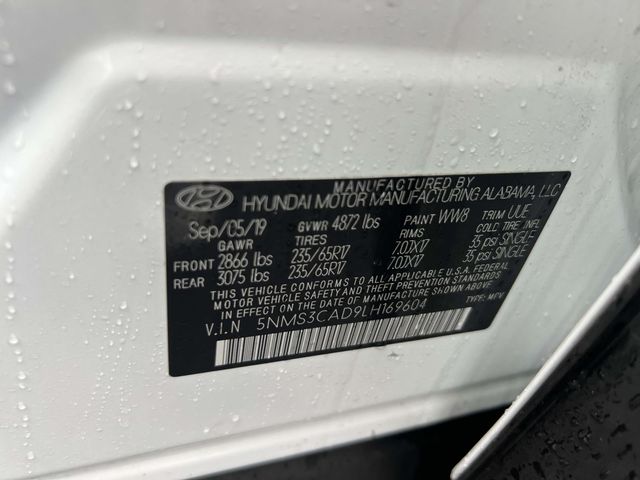 MANUFACTURED BY
HYUNDAI MOTOR MANUFACTURING ALABAMA, LLC
Sep/05/19 GVWR 4872 lbs PAINT WW8 TRIM UUE
GAWR TIRES RIMS COLD TIRE INFL
FRONT 2866 lbs 235/65R17 7.0JX17 35 psi SINGLE
REAR 3075 lbs 235/65R17 7.0JX17 35 psi SINGLE
THIS VEHICLE CONFORMS TO ALL APPLICABLE U.S.A. FEDERAL
MOTOR VEHICLE SAFETY AND THEFT PREVENTION STANDARDS
IN EFFECT ON THE DATE OF MANUFACTURE SHOWN ABOVE.
V.I.N 5NMS3CAD9LH169604 TYPE: MPV